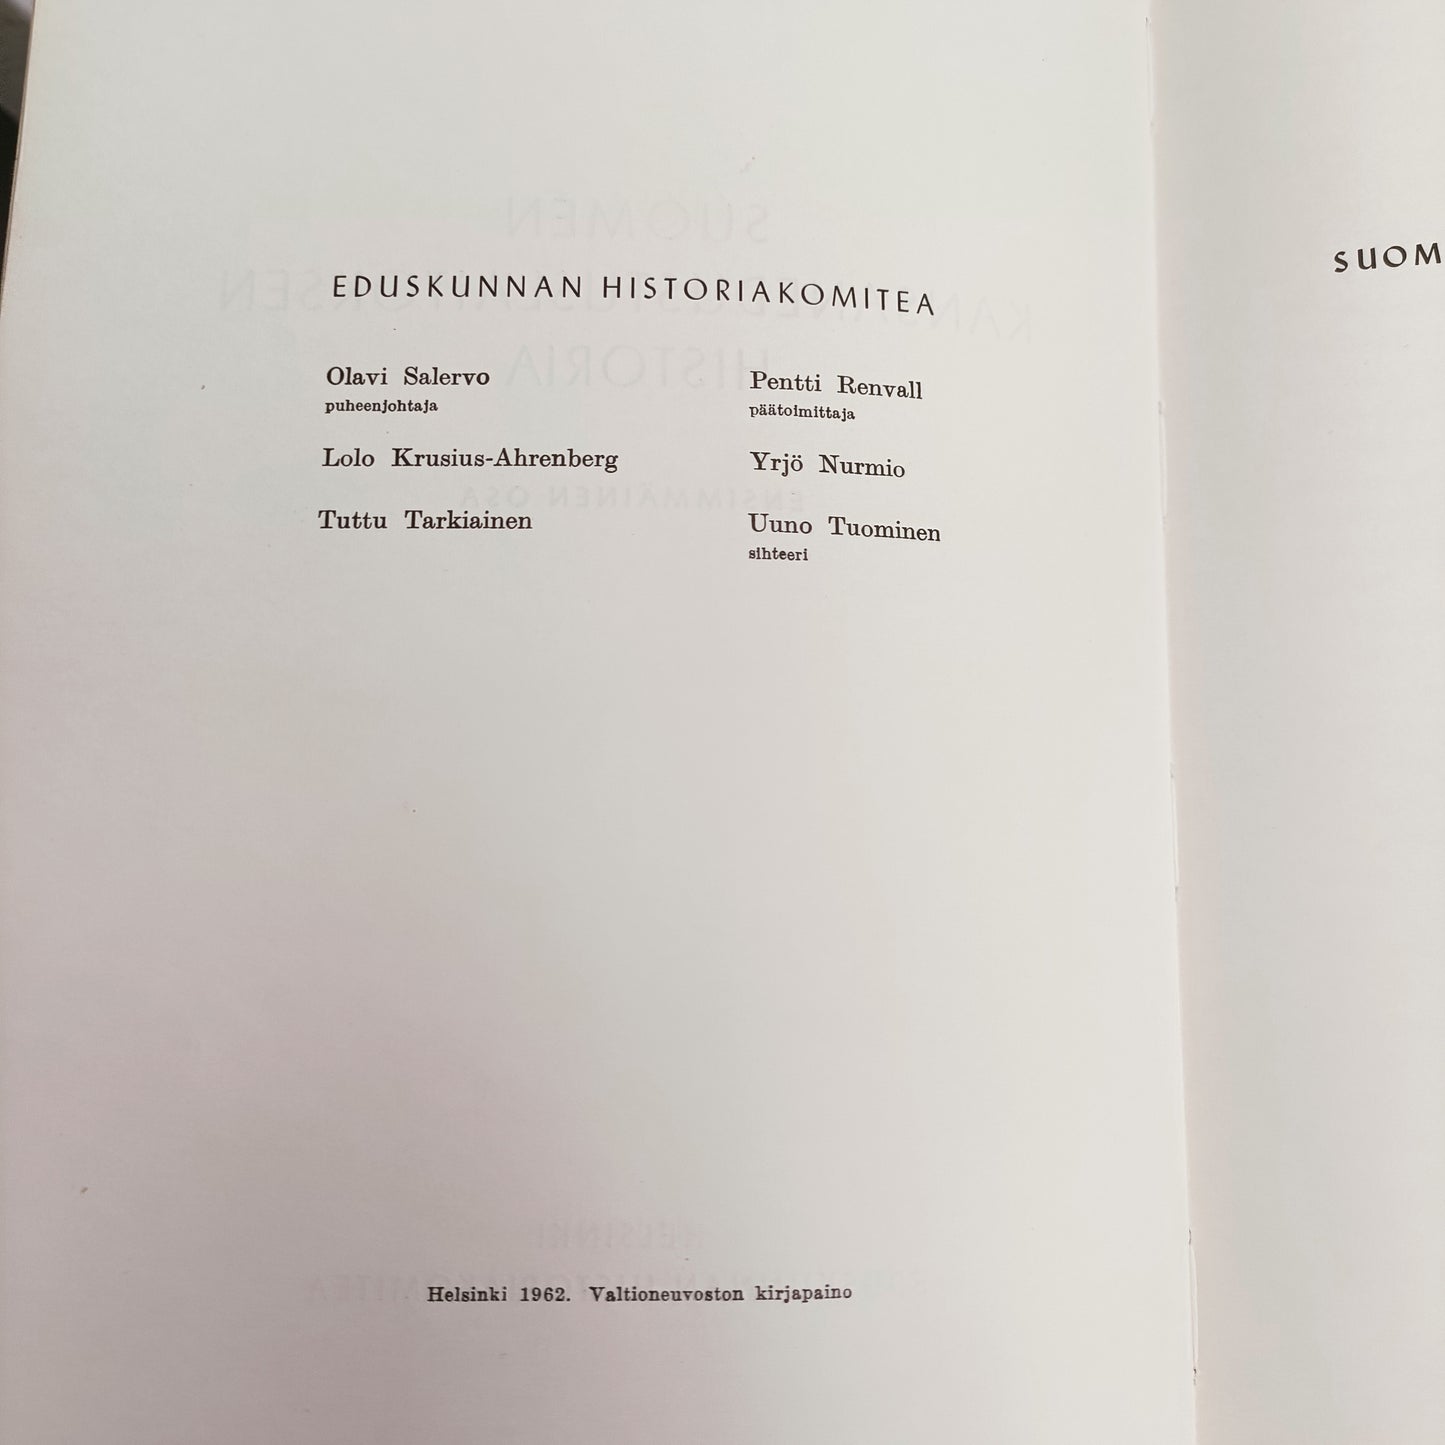 EDUSKUNNAN HISTORIAKOMITEA
Olavi Salervo
puheenjohtaja
Lolo Krusius-Ahrenberg
Tuttu Tarkiainen
Pentti Renvall
päätoimittaja
Yrjö Nurmio
Uuno Tuominen
sihteeri
Helsinki 1962. Valtioneuvoston kirjapaino
SUOM